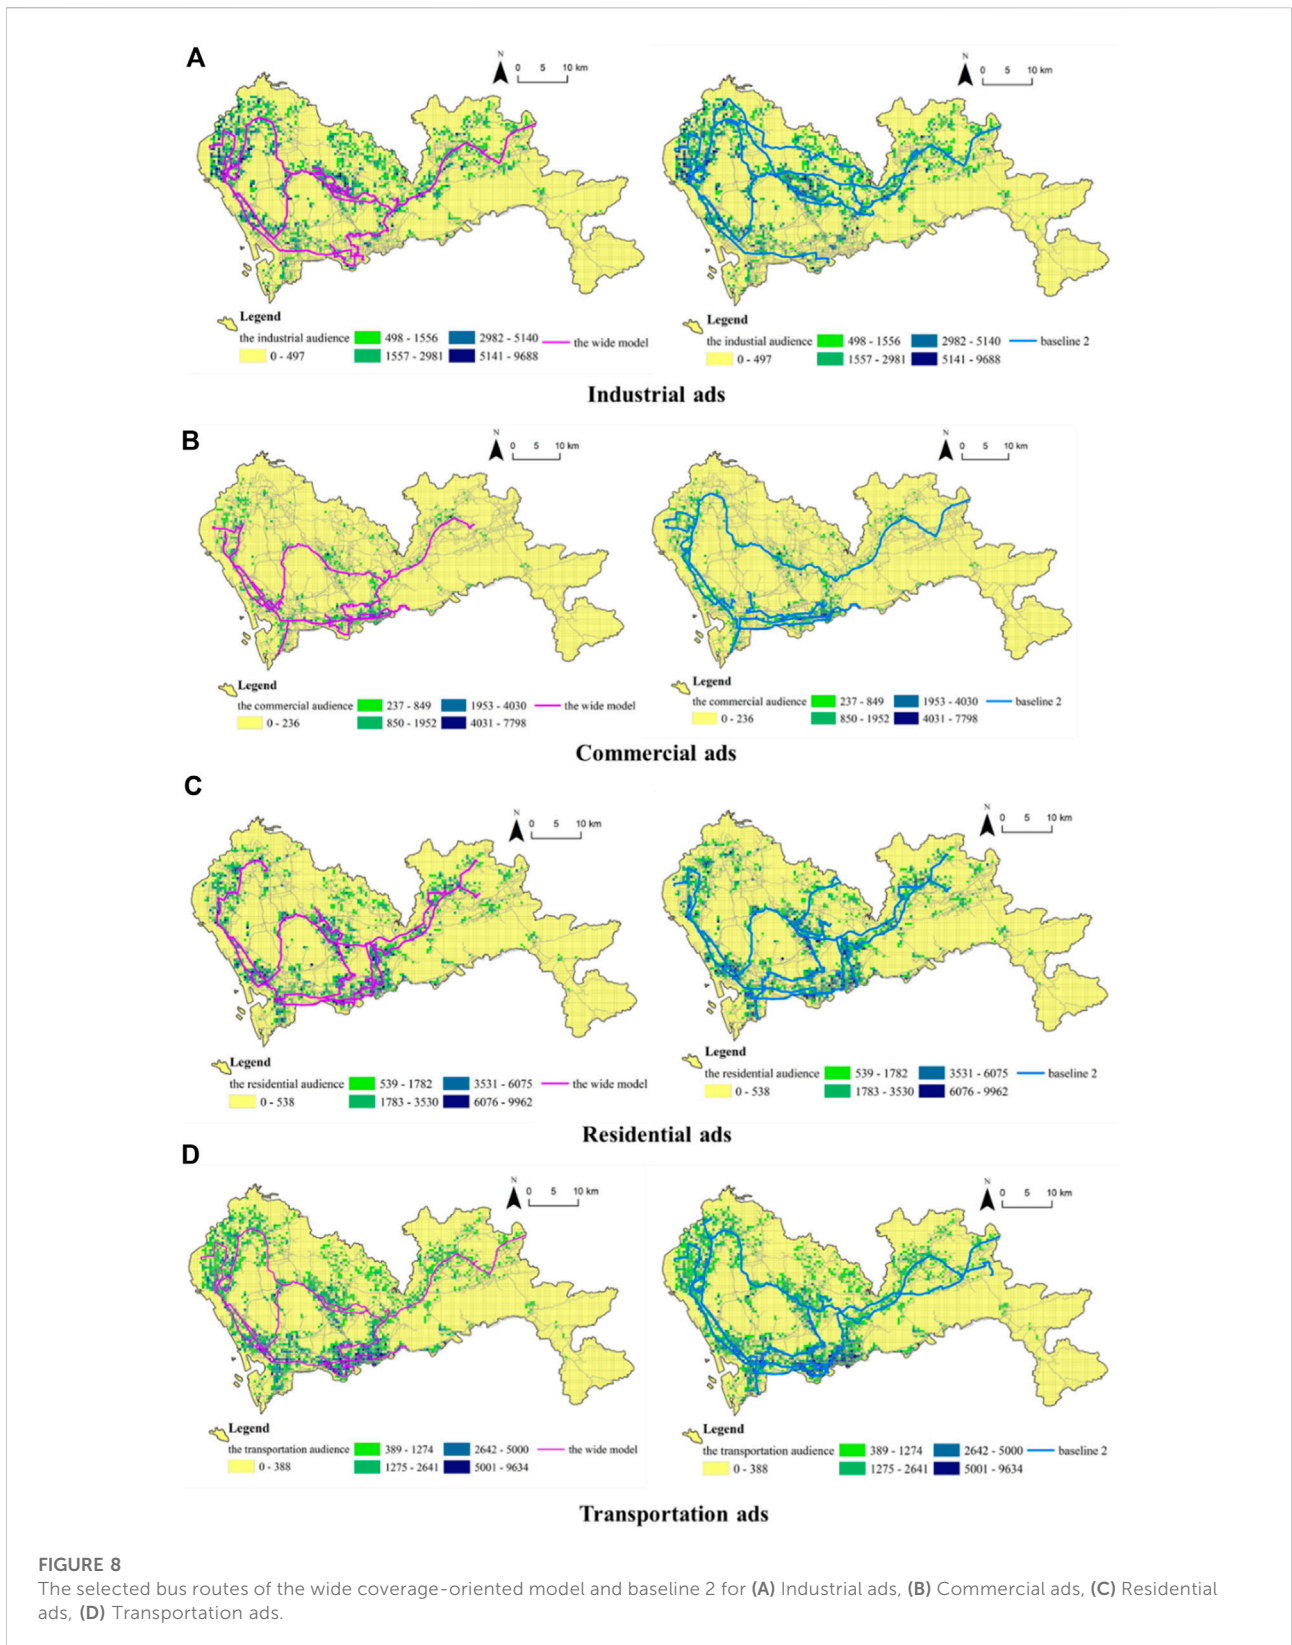 A
N
0 5 10 km
N
0 5 10 km
Legend
the industrial audience 498 - 1556 2982 - 5140 the wide model
0 - 497 1557 - 2981 5141 - 9688
Legend
the industial audience 498 - 1556 2982 - 5140 baseline 2
0 - 497 1557 - 2981 5141 - 9688
Industrial ads
B
N
0 5 10 km
N
0 5 10 km
Legend
the commercial audience 237 - 849 1953 - 4030 the wide model
0 - 236 850 - 1952 4031 - 7798
Legend
the commercial audience 237 - 849 1953 - 4030 baseline 2
0 - 236 850 - 1952 4031 - 7798
Commercial ads
C
N
0 5 10 km
N
0 5 10 km
Legend
the residential audience 539 - 1782 3531 - 6075 the wide model
0 - 538 1783 - 3530 6076 - 9962
Legend
the residential audience 539 - 1782 3531 - 6075 baseline 2
0 - 538 1783 - 3530 6076 - 9962
Residential ads
D
N
0 5 10 km
N
0 5 10 km
Legend
the transportation audience 389 - 1274 2642 - 5000 the wide model
0 - 388 1275 - 2641 5001 - 9634
Legend
the transportation audience 389 - 1274 2642 - 5000 baseline 2
0 - 388 1275 - 2641 5001 - 9634
Transportation ads
FIGURE 8
The selected bus routes of the wide coverage-oriented model and baseline 2 for (A) Industrial ads, (B) Commercial ads, (C) Residential
ads, (D) Transportation ads.